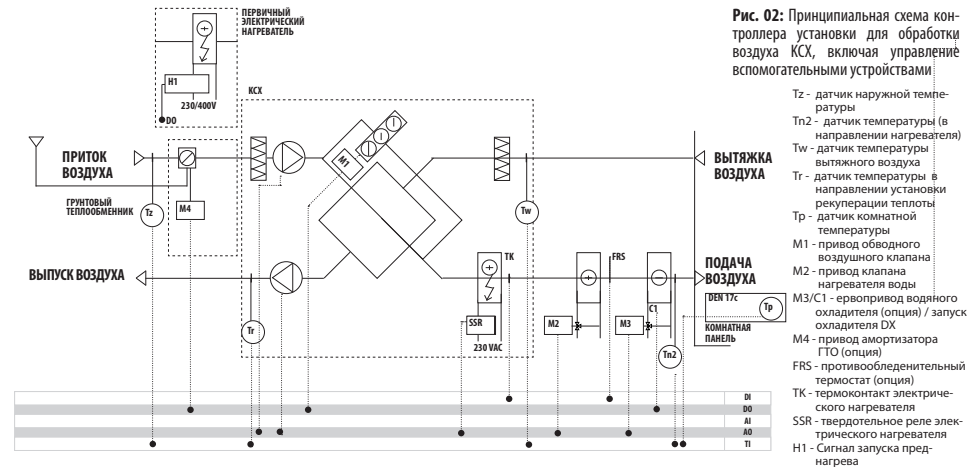 ПЕРВИЧНЫЙ
ЭЛЕКТРИЧЕСКИЙ
НАГРЕВАТЕЛЬ
H1
230/400V
DO
КСХ
ПРИТОК
ВОЗДУХА
ГРУНТОВЫЙ
ТЕПЛООБМЕННИК
Tz
M4
M1
Tw
ВЫТЯЖКА
ВОЗДУХА
ВЫПУСК ВОЗДУХА
Tr
TK
SSR
230 VAC
FRS
M2
M3
C1
Tn2
ПОДАЧА
ВОЗДУХА
DEN 17c
Tp
КОМНАТНАЯ
ПАНЕЛЬ
DI
DO
AI
AO
TI
Рис. 02: Принципиальная схема кон-
троллера установки для обработки
воздуха КСХ, включая управление
вспомогательными устройствами
Tz - датчик наружной темпе-
ратуры
Tn2 - датчик температуры (в
направлении нагревателя)
Tw - датчик температуры
вытяжного воздуха
Tr - датчик температуры в
направлении установки
рекуперации теплоты
Tp - датчик комнатной
температуры
M1 - привод обводного
воздушного клапана
M2 - привод клапана
нагревателя воды
M3/C1 - ервопривод водяного
охладителя (опция) / запуск
охладителя DX
M4 - привод амортизатора
ГТО (опция)
FRS - противообледенительный
термостат (опция)
TK - термоконтакт электриче-
ского нагревателя
SSR - твердотельное реле элек-
трического нагревателя
H1 - Сигнал запуска пред-
нагрева